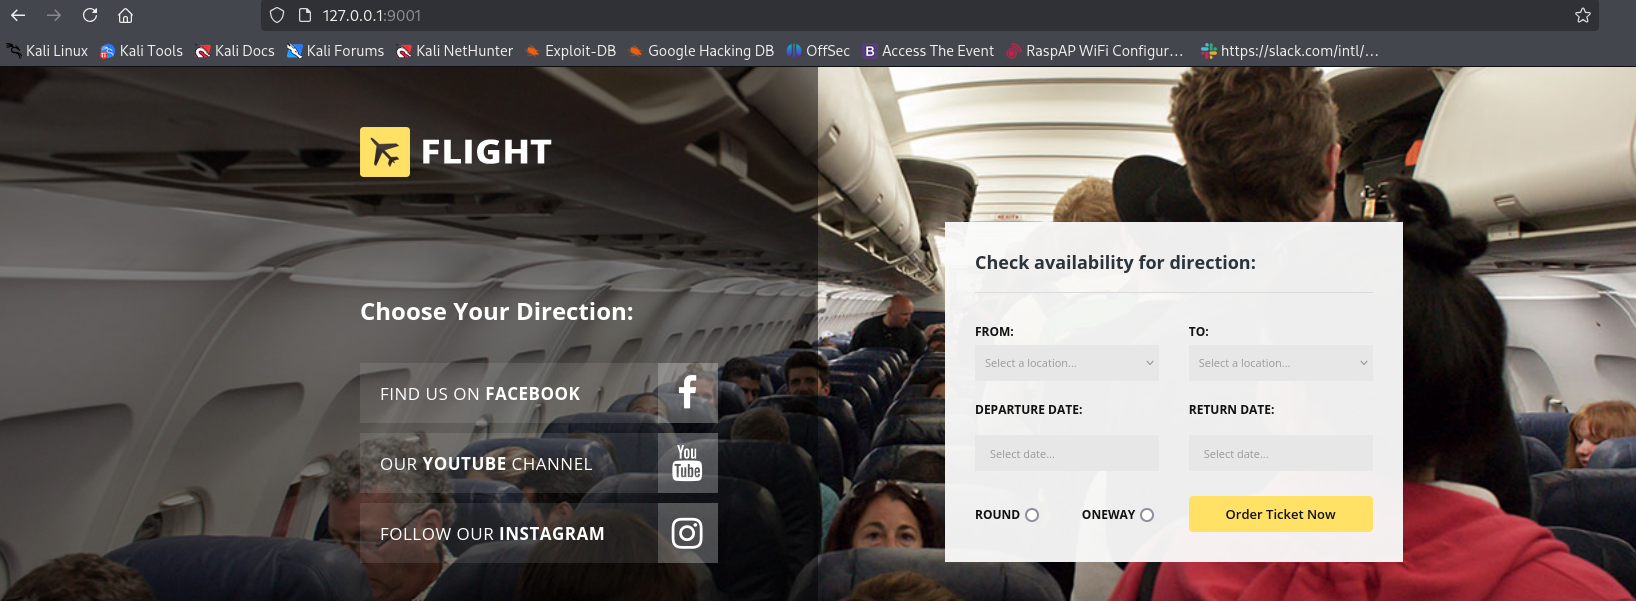 127.0.0.1:9001
Kali Linux Kali Tools Kali Docs Kali Forums Kali NetHunter Exploit-DB Google Hacking DB OffSec B Access The Event RaspAP WiFi Configur… https://slack.com/intl/…
FLIGHT
Choose Your Direction:
FIND US ON FACEBOOK
f
OUR YOUTUBE CHANNEL
You
Tube
FOLLOW OUR INSTAGRAM
Check availability for direction:
FROM: TO:
Select a location... Select a location...
DEPARTURE DATE: RETURN DATE:
Select date... Select date...
ROUND ONEWAY Order Ticket Now